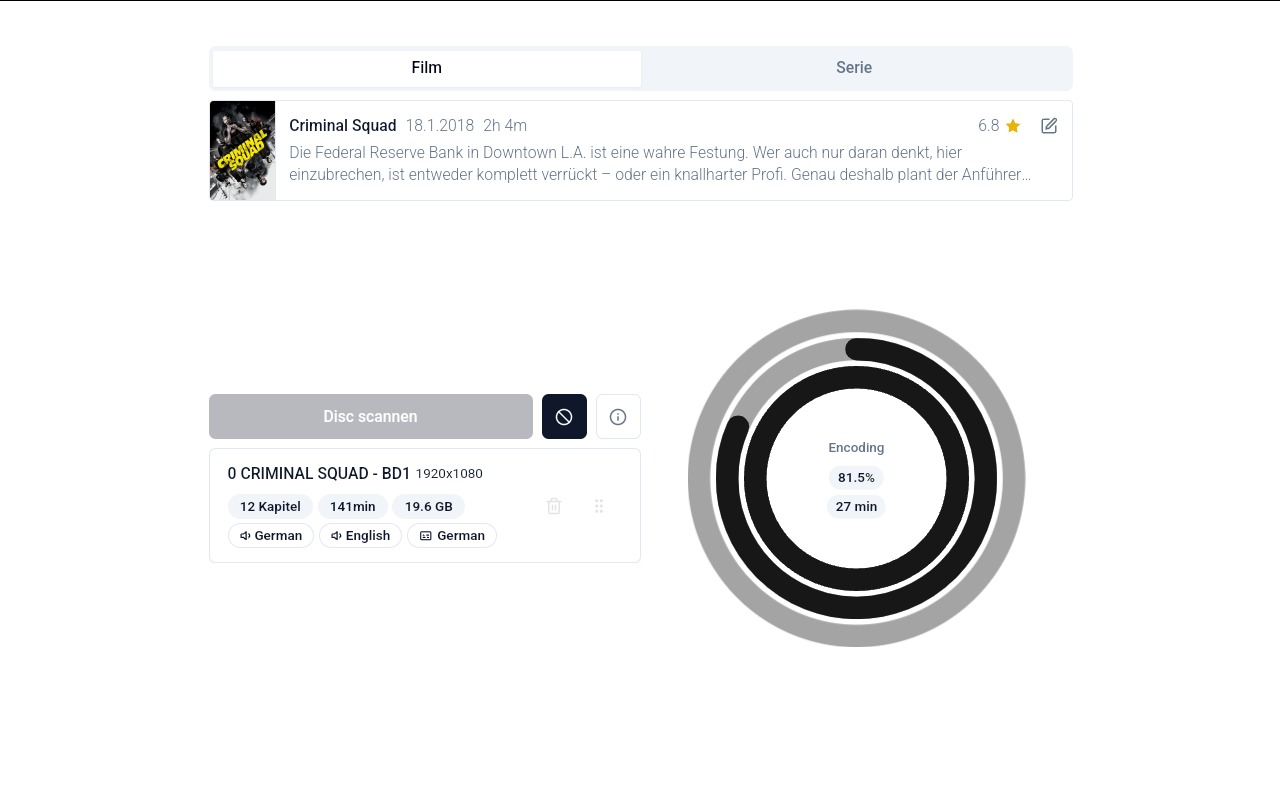 Film
Serie
CRIMINAL SQUAD
Criminal Squad 18.1.2018 2h 4m
6.8
Die Federal Reserve Bank in Downtown L.A. ist eine wahre Festung. Wer auch nur daran denkt, hier
einzubrechen, ist entweder komplett verrückt – oder ein knallharter Profi. Genau deshalb plant der Anführer…
Disc scannen
0 CRIMINAL SQUAD - BD1 1920x1080
12 Kapitel 141min 19.6 GB
German English German
Encoding
81.5%
27 min